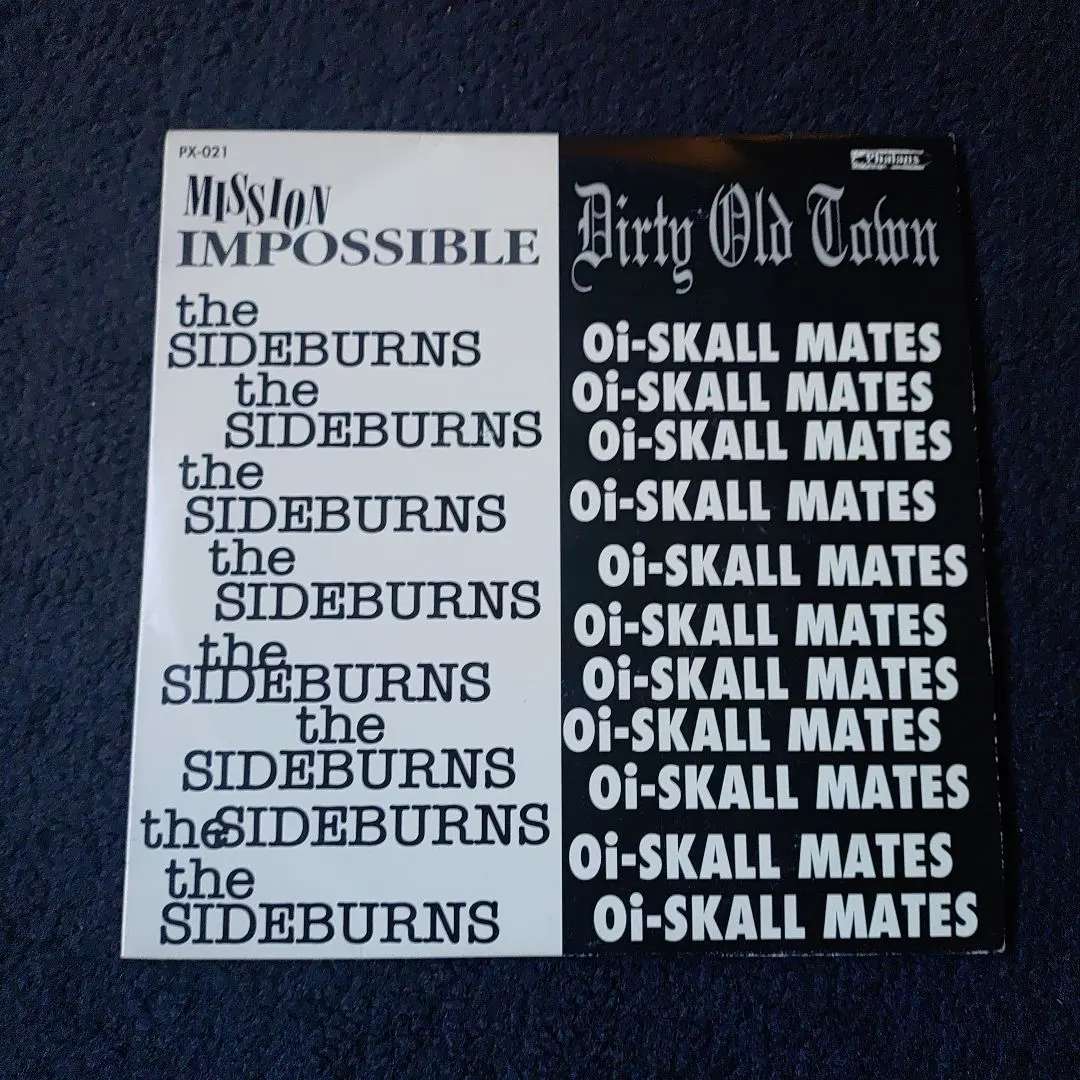 PX-021
MISSION
IMPOSSIBLE
the
SIDEBURNS
the
SIDEBURNS
the
SIDEBURNS
the
SIDEBURNS
the
SIDEBURNS
the
SIDEBURNS
the SIDEBURNS
the
SIDEBURNS
Phalanx
Dirty Old Town
Oi-SKALL MATES
Oi-SKALL MATES
Oi-SKALL MATES
Oi-SKALL MATES
Oi-SKALL MATES
Oi-SKALL MATES
Oi-SKALL MATES
Oi-SKALL MATES
Oi-SKALL MATES
Oi-SKALL MATES
Oi-SKALL MATES